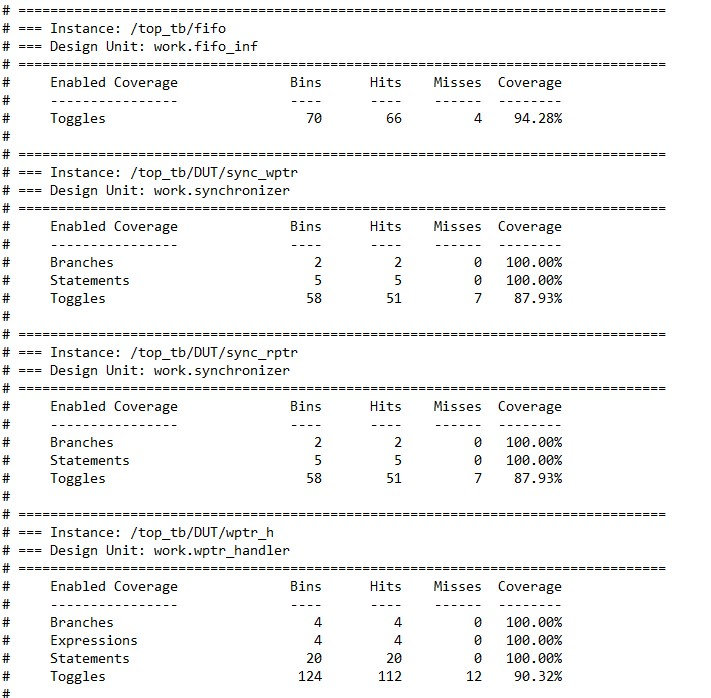 # =================================================================================
# === Instance: /top_tb/fifo
# === Design Unit: work.fifo_inf
# =================================================================================
#     Enabled Coverage              Bins      Hits    Misses  Coverage
#     ----------------              ----      ----    ------  --------
#     Toggles                         70        66         4    94.28%
#
# =================================================================================
# === Instance: /top_tb/DUT/sync_wptr
# === Design Unit: work.synchronizer
# =================================================================================
#     Enabled Coverage              Bins      Hits    Misses  Coverage
#     ----------------              ----      ----    ------  --------
#     Branches                         2         2         0   100.00%
#     Statements                       5         5         0   100.00%
#     Toggles                         58        51         7    87.93%
#
# =================================================================================
# === Instance: /top_tb/DUT/sync_rptr
# === Design Unit: work.synchronizer
# =================================================================================
#     Enabled Coverage              Bins      Hits    Misses  Coverage
#     ----------------              ----      ----    ------  --------
#     Branches                         2         2         0   100.00%
#     Statements                       5         5         0   100.00%
#     Toggles                         58        51         7    87.93%
#
# =================================================================================
# === Instance: /top_tb/DUT/wptr_h
# === Design Unit: work.wptr_handler
# =================================================================================
#     Enabled Coverage              Bins      Hits    Misses  Coverage
#     ----------------              ----      ----    ------  --------
#     Branches                         4         4         0   100.00%
#     Expressions                      4         4         0   100.00%
#     Statements                      20        20         0   100.00%
#     Toggles                        124       112        12    90.32%
#